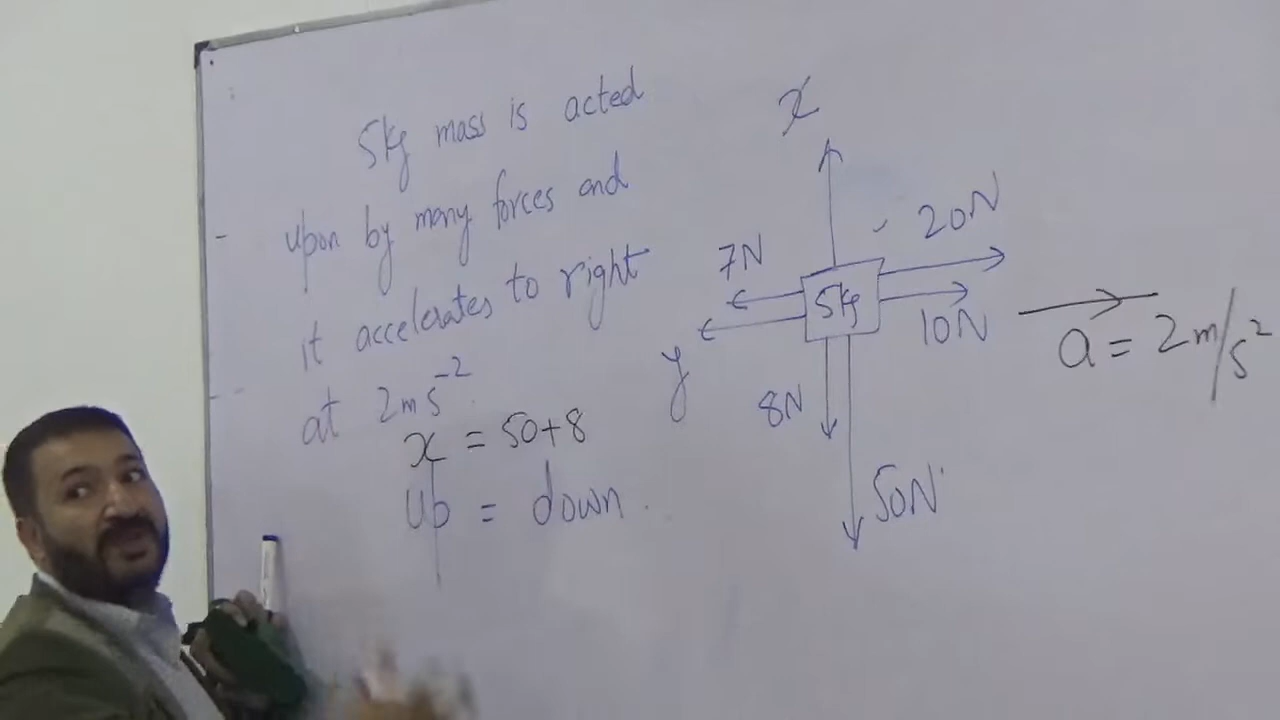 5kg mass is acted
upon by many forces and
it accelerates to right
at 2ms⁻²
x = 50+8
up = down
x
20N
7N
5kg
10N
a = 2m/s²
y
8N
50N